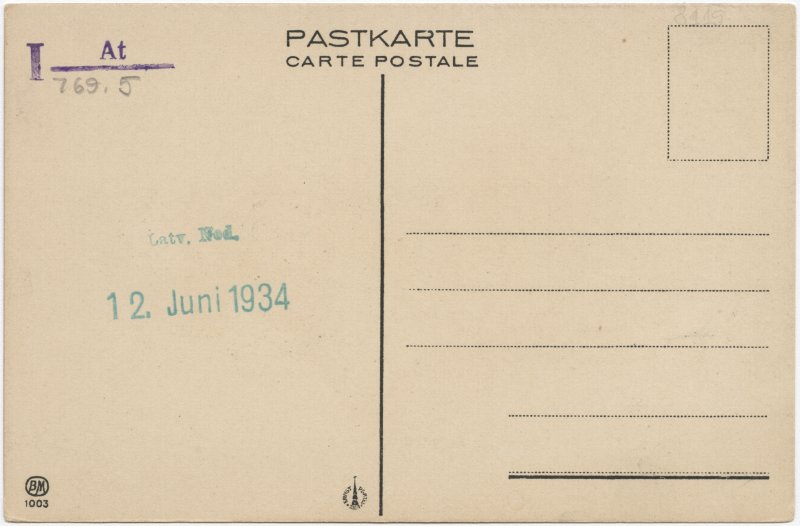 I At
769.5
PASTKARTE
CARTE POSTALE
Latv. Nod.
12. Juni 1934
BM
1003